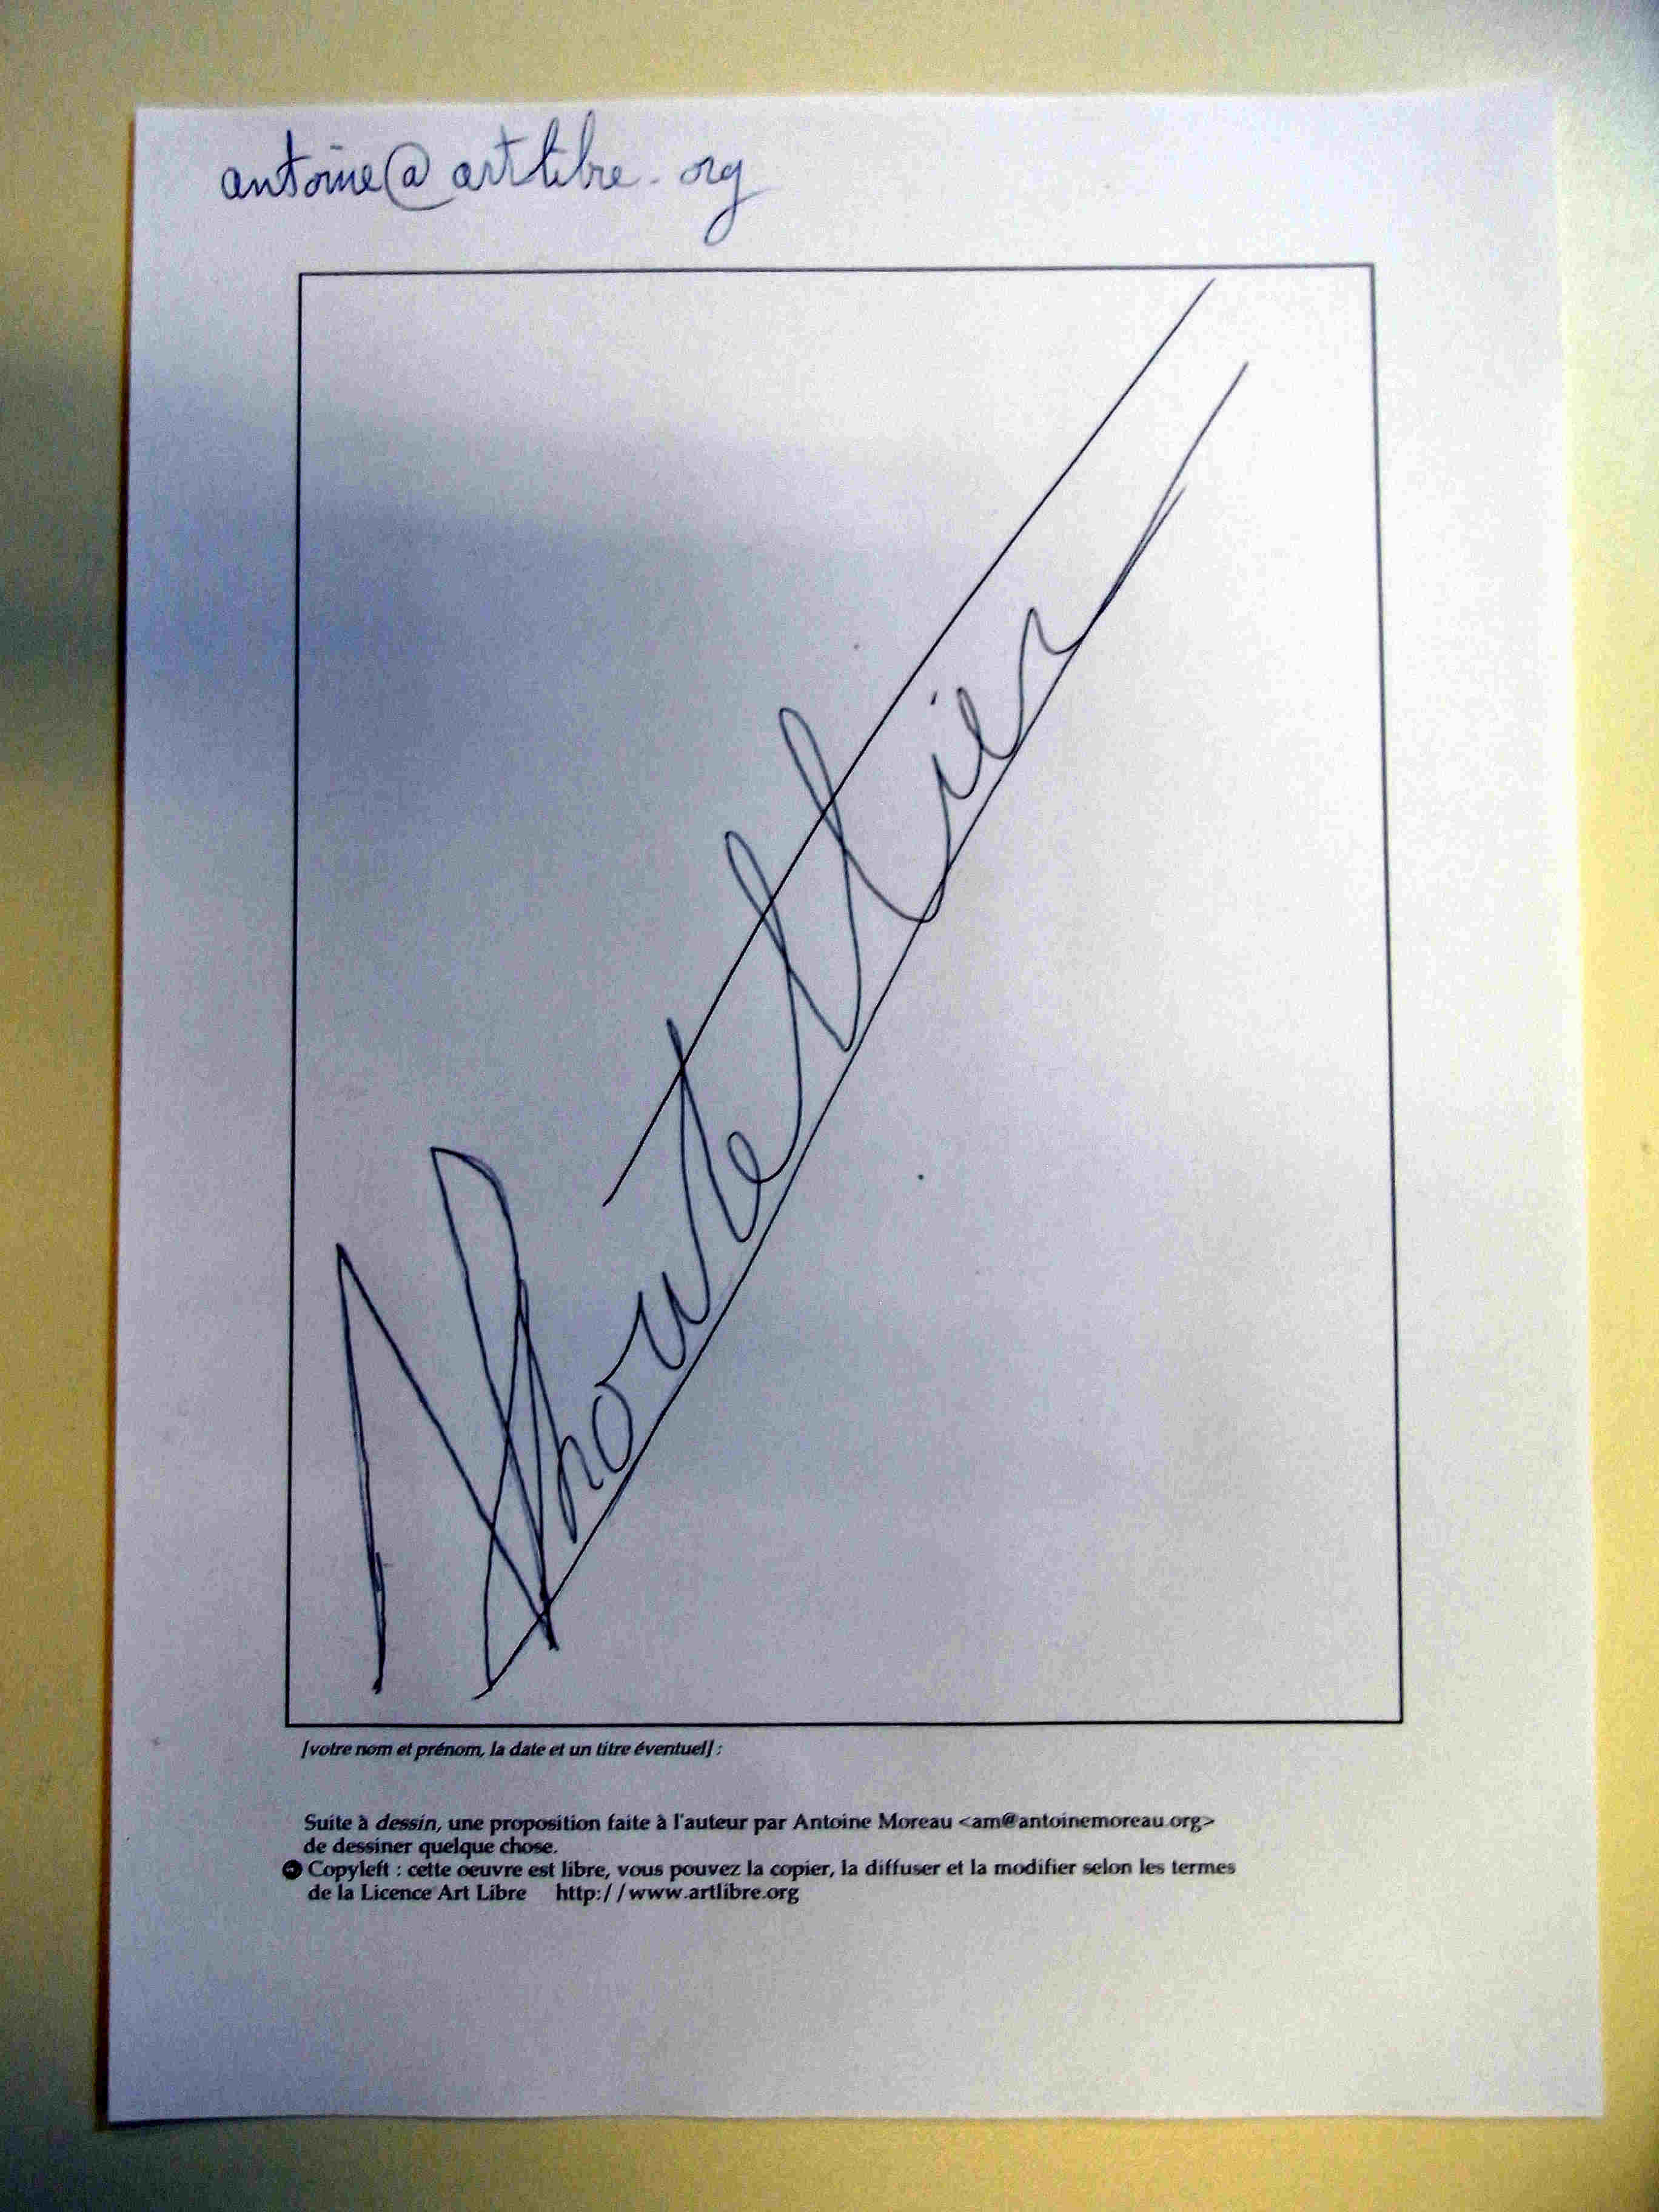 antoine@artlibre.org
[votre nom et prénom, la date et un titre éventuel] :
Suite à dessin, une proposition faite à l'auteur par Antoine Moreau <am@antoinemoreau.org>
de dessiner quelque chose.
Copyleft : cette oeuvre est libre, vous pouvez la copier, la diffuser et la modifier selon les termes
de la Licence Art Libre http://www.artlibre.org